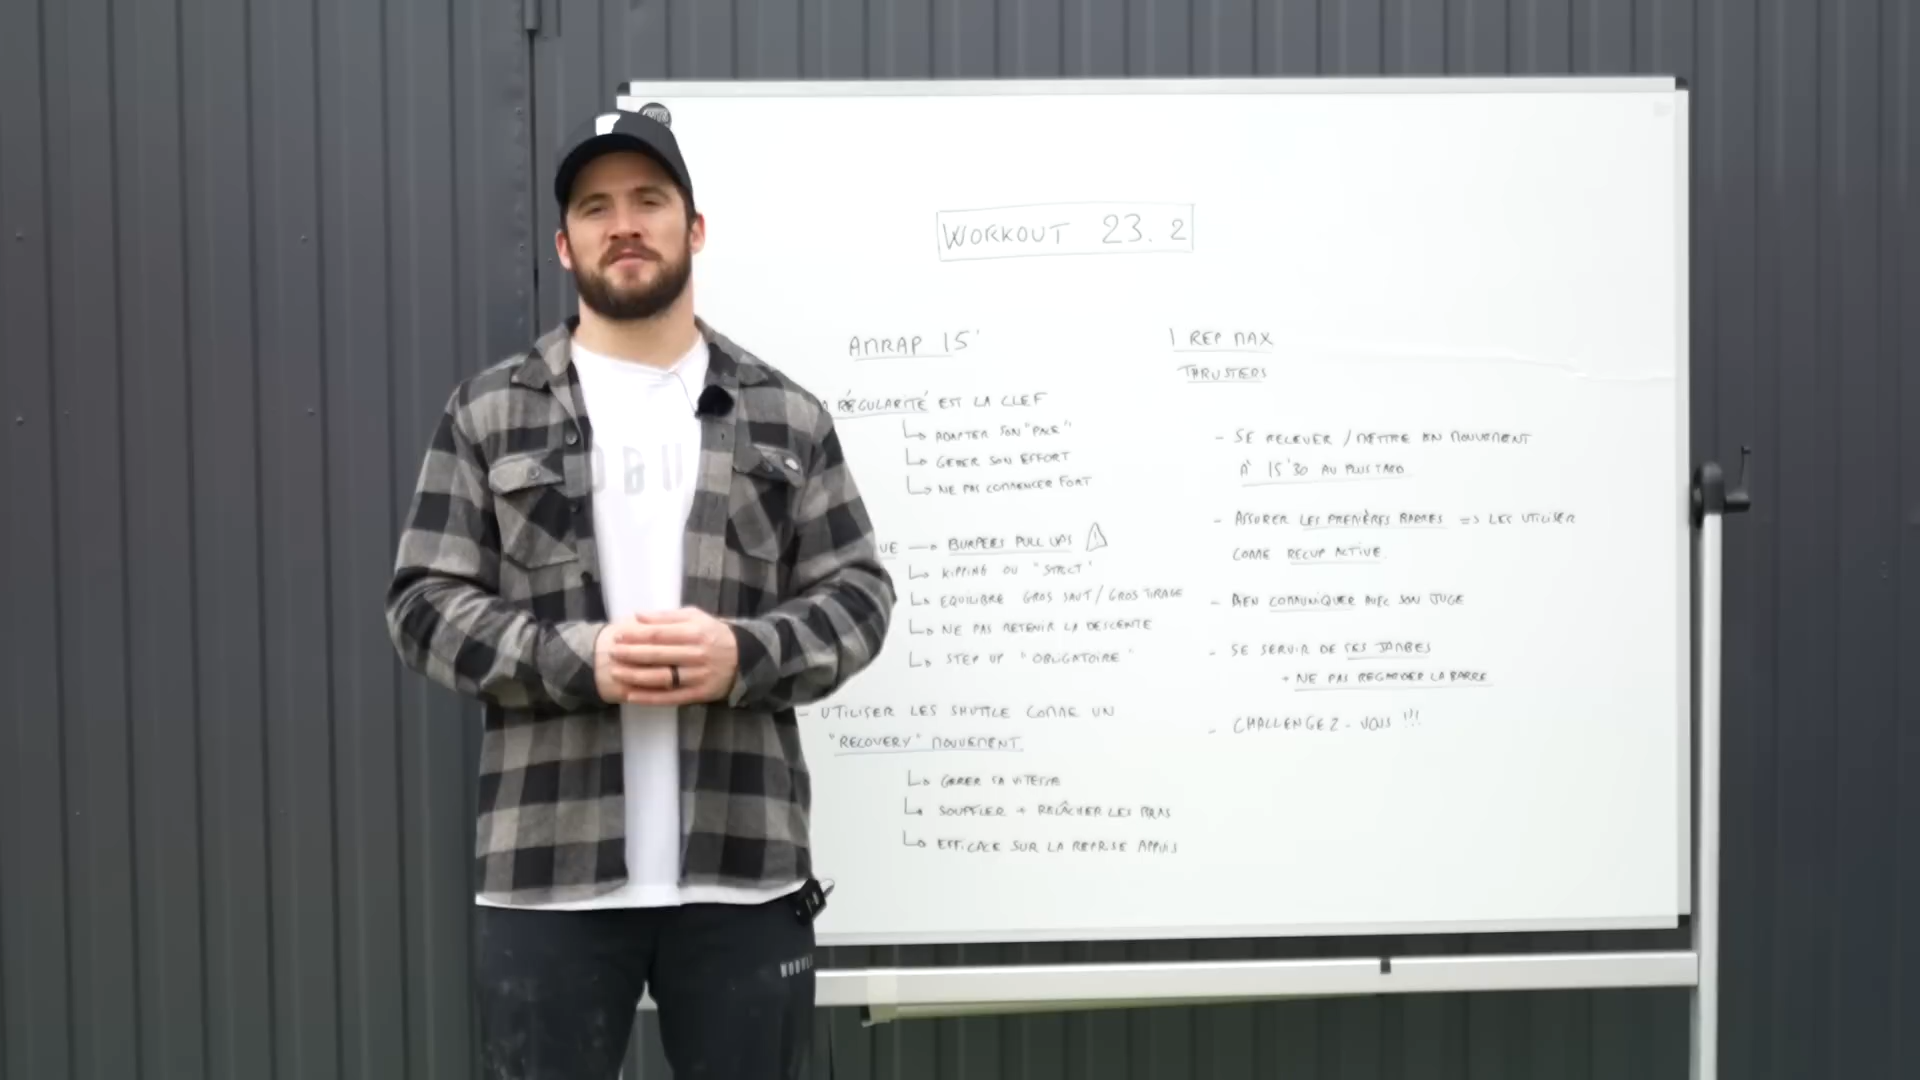 WORKOUT 23.2
AMRAP 15'
RÉGULARITÉ EST LA CLEF
↳ ADAPTER SON "PACE"
↳ GERER SON EFFORT
↳ NE PAS COMMENCER FORT
UE → BURPEES PULL UPS ⚠
↳ KIPPING OU "STRICT"
↳ EQUILIBRE GROS SAUT / GROS TIRAGE
↳ NE PAS RETENIR LA DESCENTE
↳ STEP UP "OBLIGATOIRE"
- UTILISER LES SHUTTLE COMME UN
"RECOVERY" MOUVEMENT
↳ GERER SA VITESSE
↳ SOUFFLER + RELÂCHER LES BRAS
↳ EFFICACE SUR LA REPRISE APPUIS
1 REP MAX
THRUSTERS
- SE RELEVER / METTRE EN MOUVEMENT
À 15'30 AU PLUS TARD
- ASSURER LES PREMIÈRES BARRES => LES UTILISER
COMME RECUP ACTIVE.
- BIEN COMMUNIQUER AVEC SON JUGE
- SE SERVIR DE SES JAMBES
+ NE PAS REGARDER LA BARRE
- CHALLENGEZ-VOUS !!!